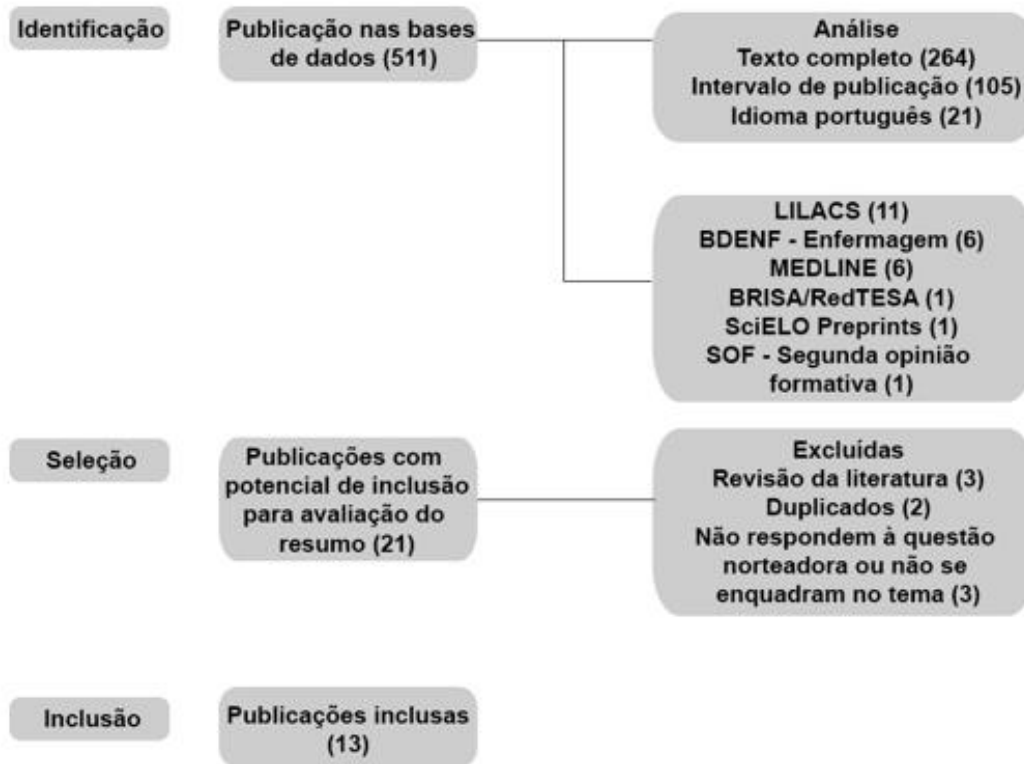 Identificação
Publicação nas bases
de dados (511)
Análise
Texto completo (264)
Intervalo de publicação (105)
Idioma português (21)
LILACS (11)
BDENF - Enfermagem (6)
MEDLINE (6)
BRISA/RedTESA (1)
SciELO Preprints (1)
SOF - Segunda opinião
formativa (1)
Seleção
Publicações com
potencial de inclusão
para avaliação do
resumo (21)
Excluídas
Revisão da literatura (3)
Duplicados (2)
Não respondem à questão
norteadora ou não se
enquadram no tema (3)
Inclusão
Publicações inclusas
(13)